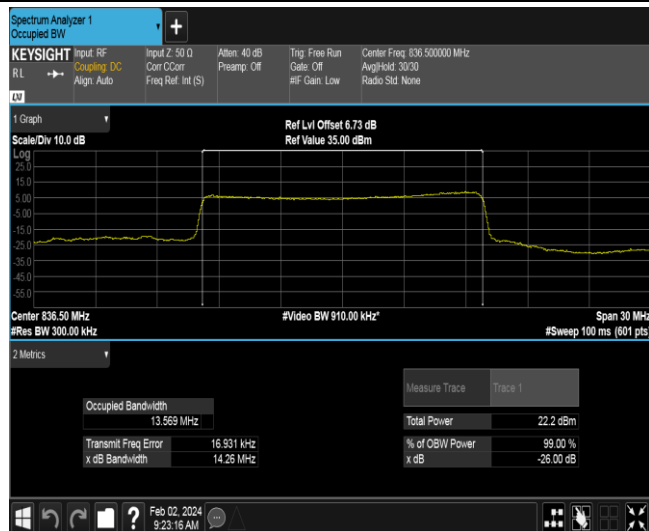 Spectrum Analyzer 1
Occupied BW
+
KEYSIGHT
RL
Input: RF
Coupling: DC
Align: Auto
Input Z: 50 Ω
Corr CCorr
Freq Ref: Int (S)
Atten: 40 dB
Preamp: Off
Trig: Free Run
Gate: Off
#IF Gain: Low
Center Freq: 836.500000 MHz
Avg|Hold: 30/30
Radio Std: None
1 Graph
Scale/Div 10.0 dB
Ref Lvl Offset 6.73 dB
Ref Value 35.00 dBm
Log
25.0
15.0
5.00
-5.00
-15.0
-25.0
-35.0
-45.0
-55.0
Center 836.50 MHz
#Res BW 300.00 kHz
#Video BW 910.00 kHz*
Span 30 MHz
#Sweep 100 ms (601 pts)
2 Metrics
Measure Trace
Trace 1
Occupied Bandwidth
13.569 MHz
Total Power 22.2 dBm
Transmit Freq Error 16.931 kHz
% of OBW Power 99.00 %
x dB Bandwidth 14.26 MHz
x dB -26.00 dB
?
Feb 02, 2024
9:23:16 AM